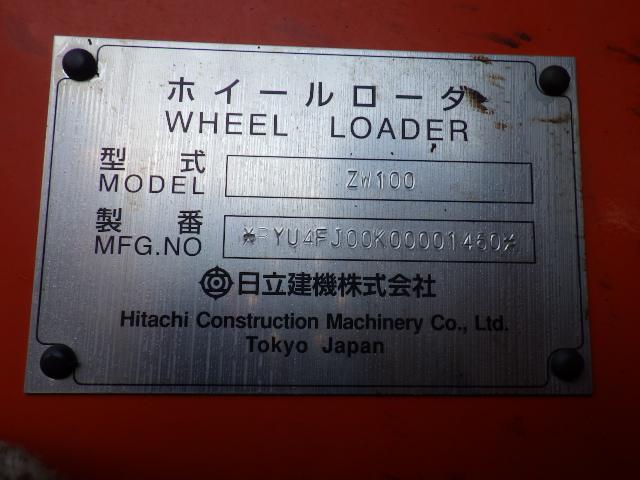 ホイールローダ
WHEEL LOADER
型式
MODEL ZW100
製番
MFG.NO
日立建機株式会社
Hitachi Construction Machinery Co., Ltd.
Tokyo Japan